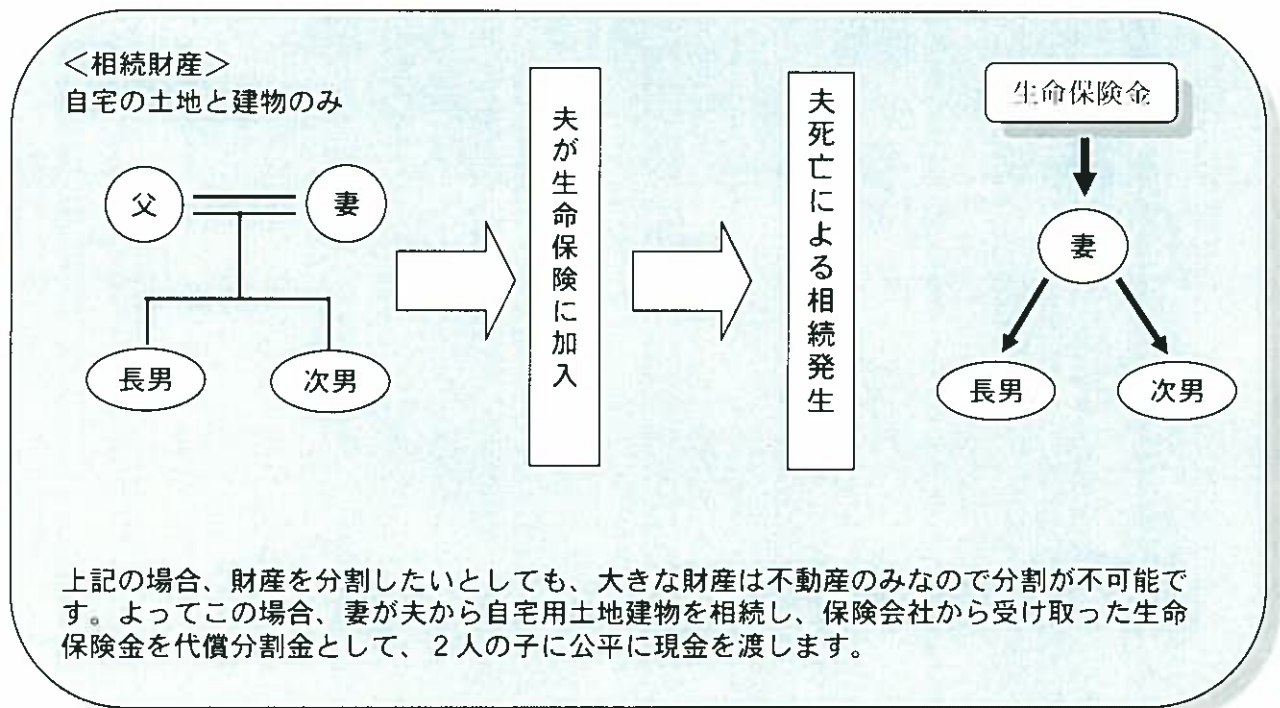 ＜相続財産＞
自宅の土地と建物のみ
父
妻
長男
次男
夫が生命保険に加入
夫死亡による相続発生
生命保険金
妻
長男
次男
上記の場合、財産を分割したいとしても、大きな財産は不動産のみなので分割が不可能で
す。よってこの場合、妻が夫から自宅用土地建物を相続し、保険会社から受け取った生命
保険金を代償分割金として、２人の子に公平に現金を渡します。